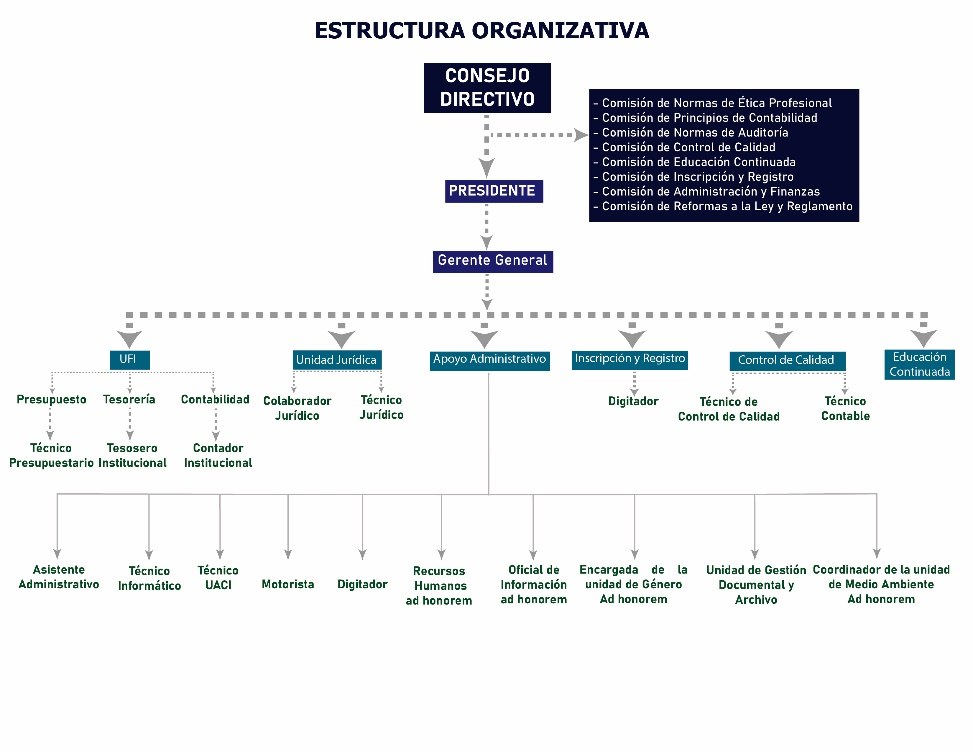 ESTRUCTURA ORGANIZATIVA
CONSEJO
DIRECTIVO
- Comisión de Normas de Ética Profesional
- Comisión de Principios de Contabilidad
- Comisión de Normas de Auditoría
- Comisión de Control de Calidad
- Comisión de Educación Continuada
- Comisión de Inscripción y Registro
- Comisión de Administración y Finanzas
- Comisión de Reformas a la Ley y Reglamento
PRESIDENTE
Gerente General
UFI
Unidad Jurídica
Apoyo Administrativo
Inscripción y Registro
Control de Calidad
Educación
Continuada
Presupuesto
Tesorería
Contabilidad
Colaborador
Jurídico
Técnico
Jurídico
Digitador
Técnico de
Control de Calidad
Técnico
Contable
Técnico
Presupuestario
Tesosero
Institucional
Contador
Institucional
Asistente
Administrativo
Técnico
Informático
Técnico
UACI
Motorista
Digitador
Recursos
Humanos
ad honorem
Oficial de
Información
ad honorem
Encargada de la
unidad de Género
Ad honorem
Unidad de Gestión
Documental y
Archivo
Coordinador de la unidad
de Medio Ambiente
Ad honorem